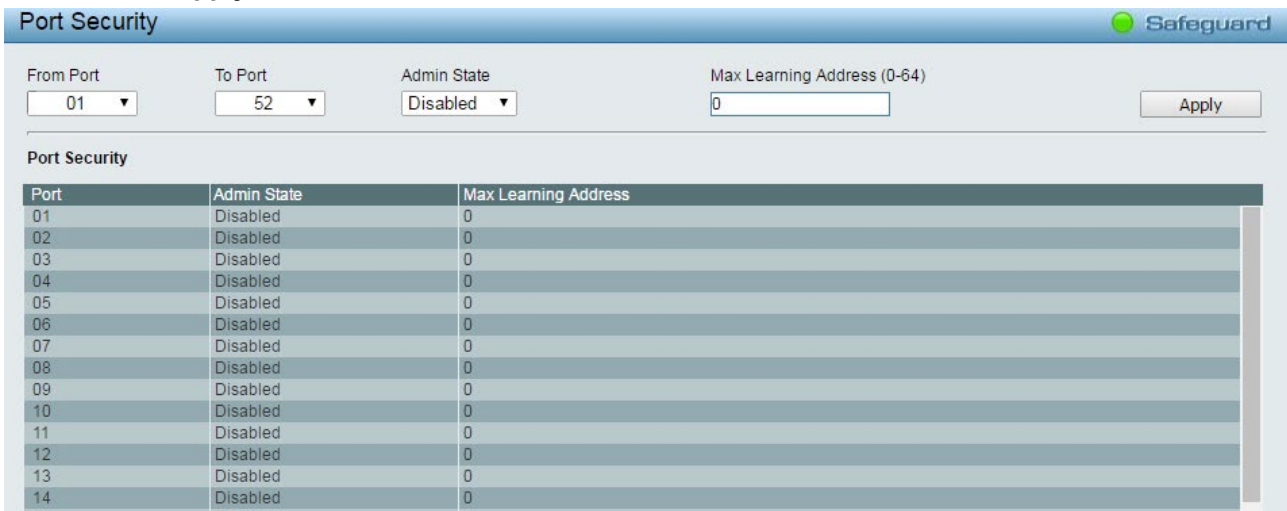 Port Security
Safeguard
From Port To Port Admin State Max Learning Address (0-64)
01 52 Disabled 0 Apply
Port Security
Port Admin State Max Learning Address
01 Disabled 0
02 Disabled 0
03 Disabled 0
04 Disabled 0
05 Disabled 0
06 Disabled 0
07 Disabled 0
08 Disabled 0
09 Disabled 0
10 Disabled 0
11 Disabled 0
12 Disabled 0
13 Disabled 0
14 Disabled 0